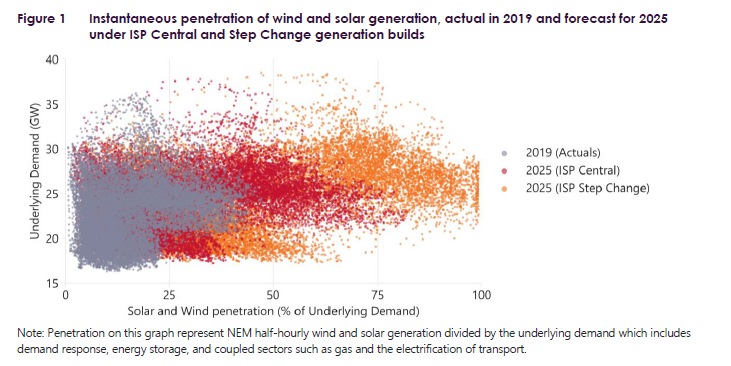 Figure 1 Instantaneous penetration of wind and solar generation, actual in 2019 and forecast for 2025
under ISP Central and Step Change generation builds
40
35
30
25
20
15
Underlying Demand (GW)
0 25 50 75 100
Solar and Wind penetration (% of Underlying Demand)
2019 (Actuals)
2025 (ISP Central)
2025 (ISP Step Change)
Note: Penetration on this graph represent NEM half-hourly wind and solar generation divided by the underlying demand which includes
demand response, energy storage, and coupled sectors such as gas and the electrification of transport.